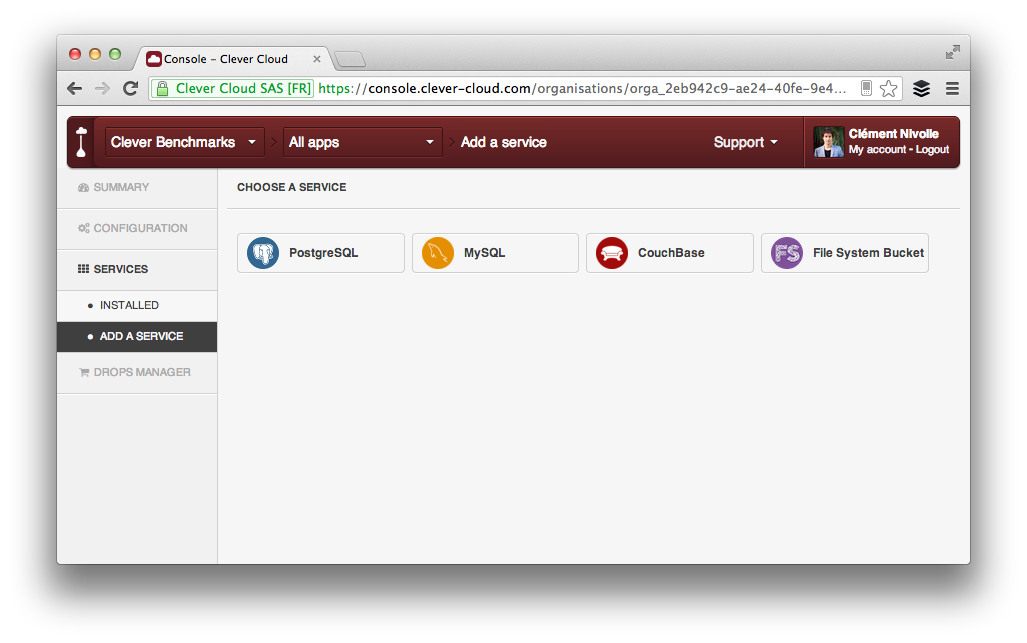 Console – Clever Cloud
Clever Cloud SAS [FR] https://console.clever-cloud.com/organisations/orga_2eb942c9-ae24-40fe-9e4...
Clever Benchmarks
All apps
Add a service
Support
Clément Nivolle
My account - Logout
SUMMARY
CONFIGURATION
SERVICES
INSTALLED
ADD A SERVICE
DROPS MANAGER
CHOOSE A SERVICE
PostgreSQL
MySQL
CouchBase
FS File System Bucket